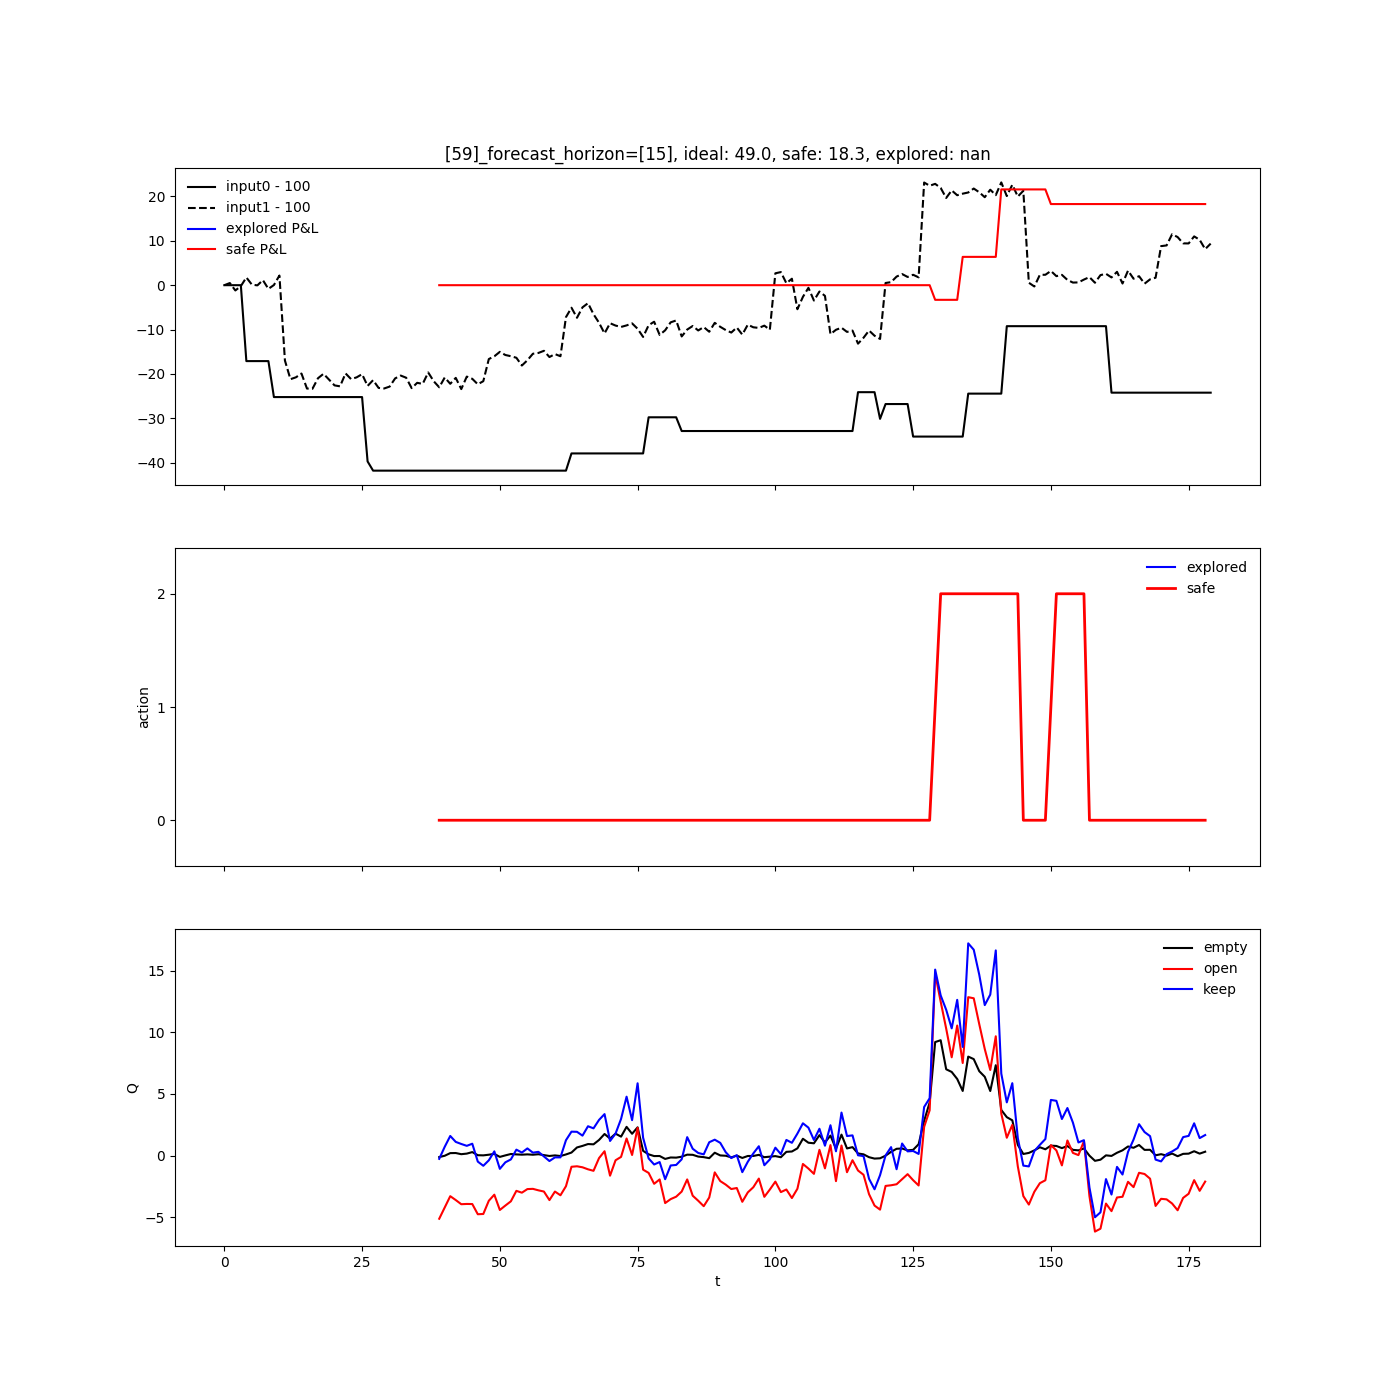 [59]_forecast_horizon=[15], ideal: 49.0, safe: 18.3, explored: nan
input0 - 100
input1 - 100
explored P&L
safe P&L
20
10
0
−10
−20
−30
−40
explored
safe
2
1
0
action
empty
open
keep
15
10
5
0
−5
Q
0 25 50 75 100 125 150 175
t